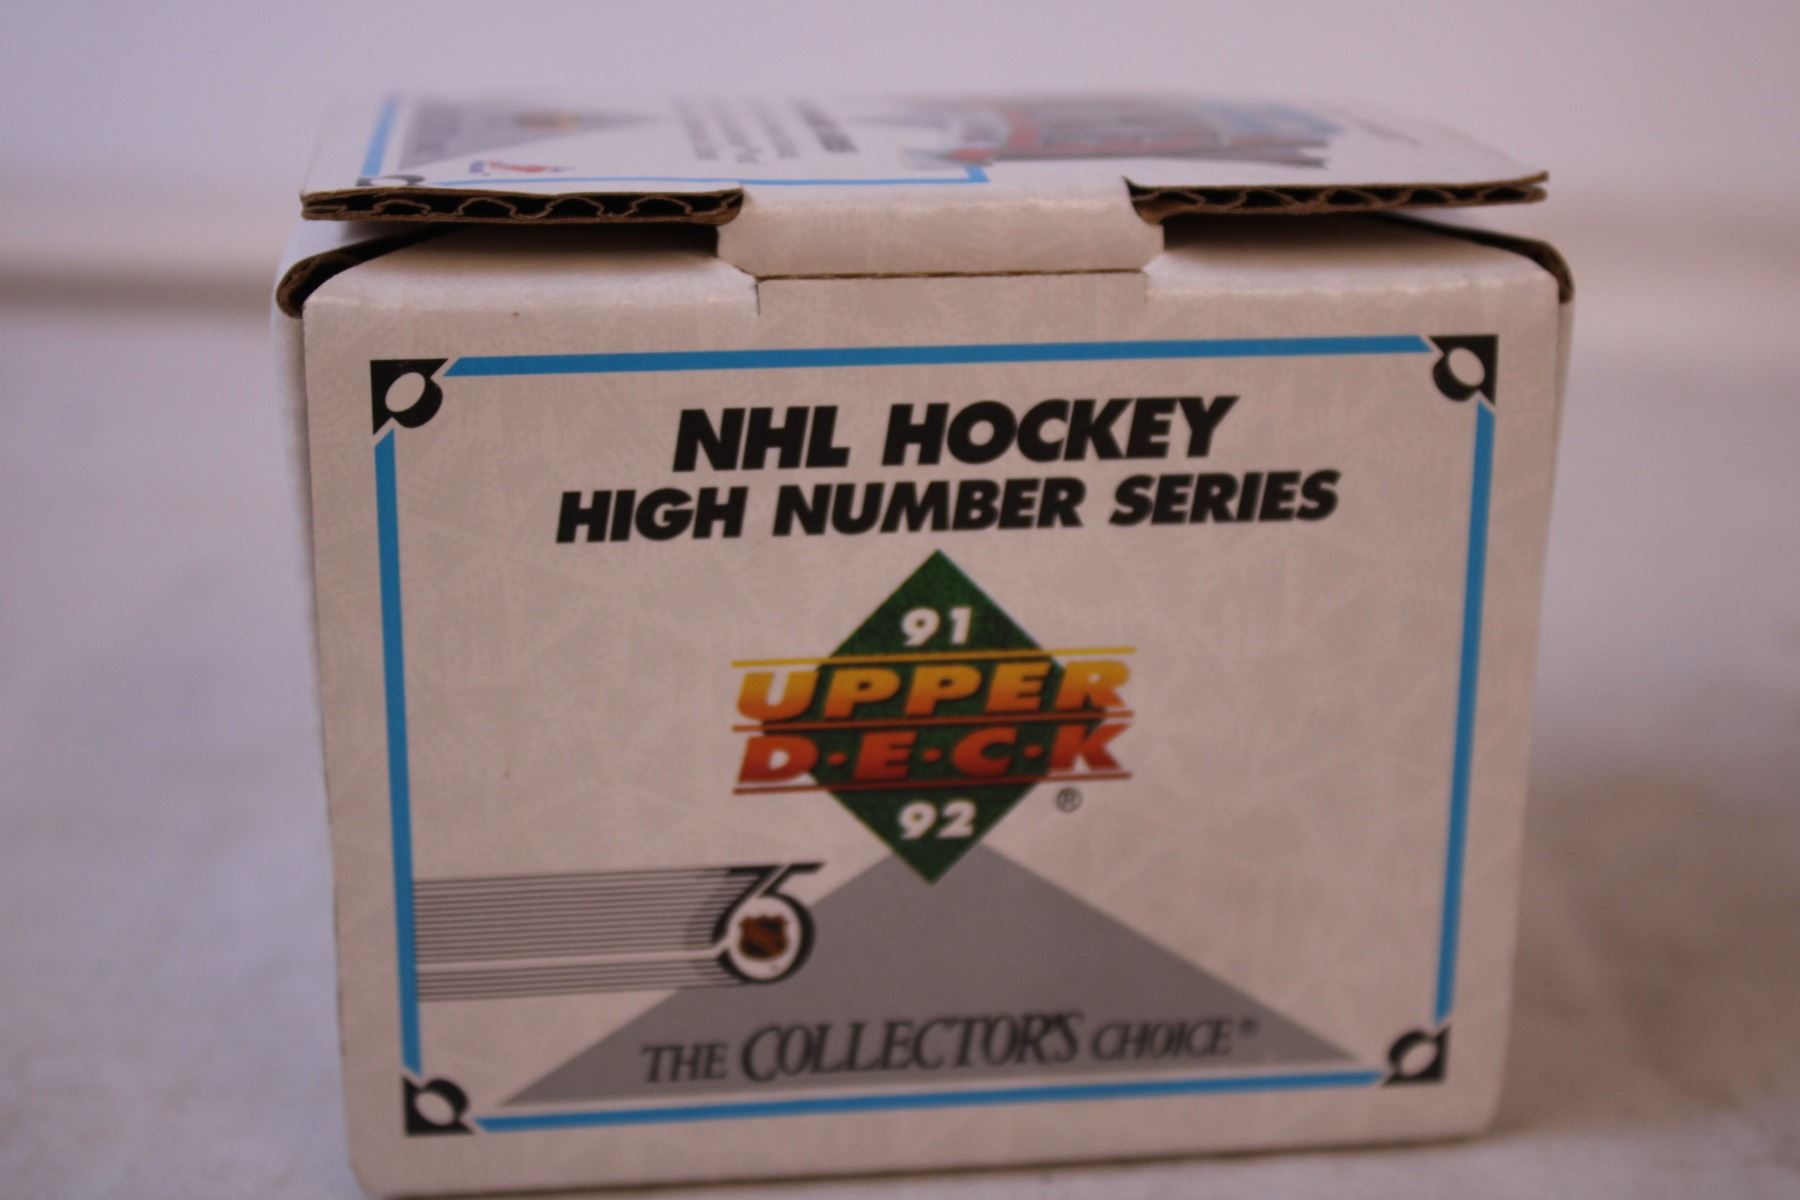 NHL HOCKEY
HIGH NUMBER SERIES
91
UPPER
D·E·C·K
®
92
75
THE COLLECTOR'S CHOICE®